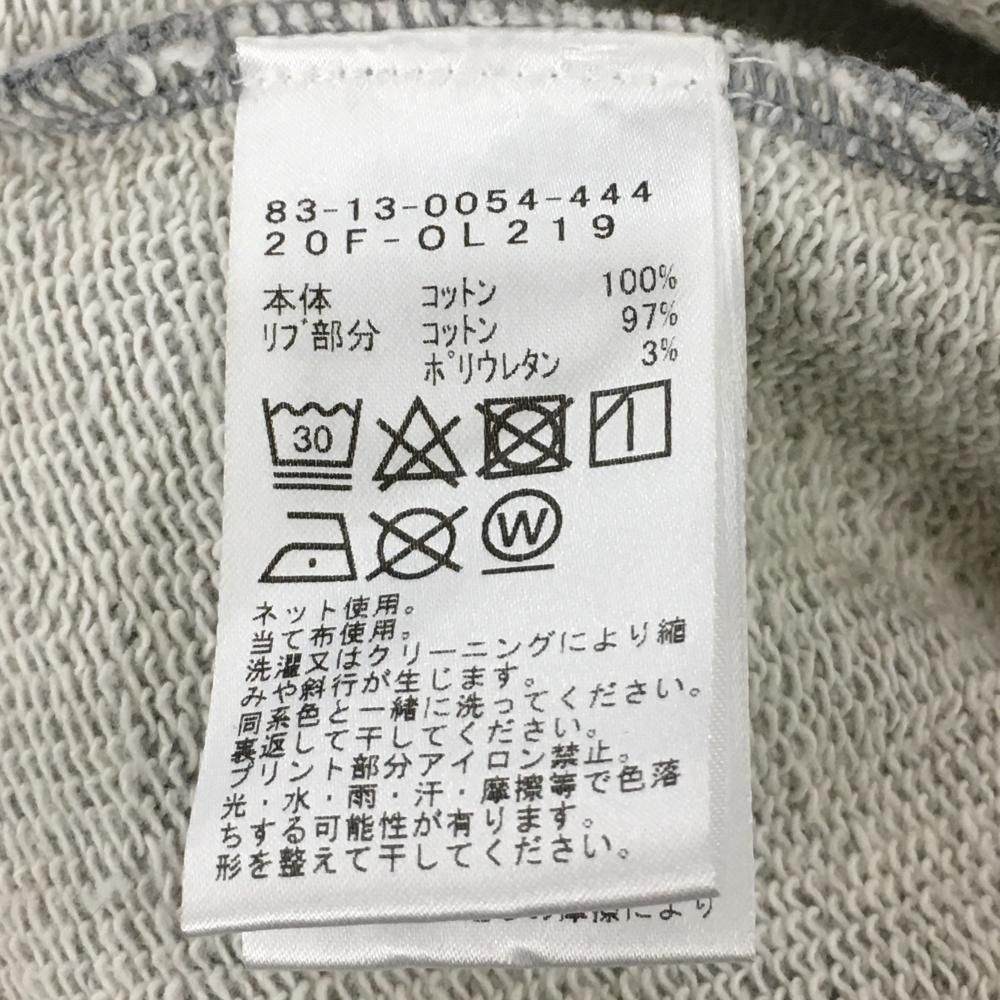 83-13-0054-444
20F-OL219
本体 コットン 100%
リブ部分 コットン 97%
ポリウレタン 3%
30
W
ネット使用。
当て布使用。
洗濯又はクリーニングにより縮
みや斜行が生じます。
同系色と一緒に洗ってください。
裏返して干してください。
プリント部分アイロン禁止。
光・水・雨・汗・摩擦等で色落
ちする可能性が有ります。
形を整えて干してください。
摩擦により